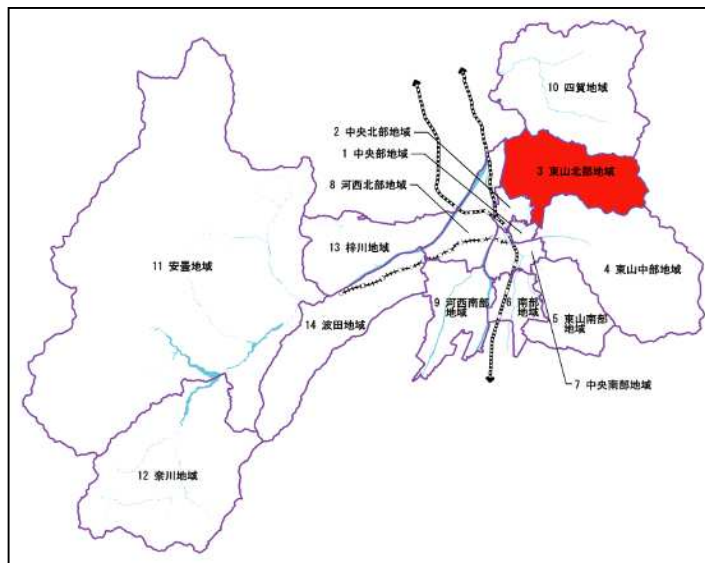 10 四賀地域
2 中央北部地域
1 中央部地域
3 東山北部地域
8 河西北部地域
13 梓川地域
11 安曇地域
4 東山中部地域
9 河西南部
地域
6 南部
地域
5 東山南部
地域
14 波田地域
7 中央南部地域
12 奈川地域